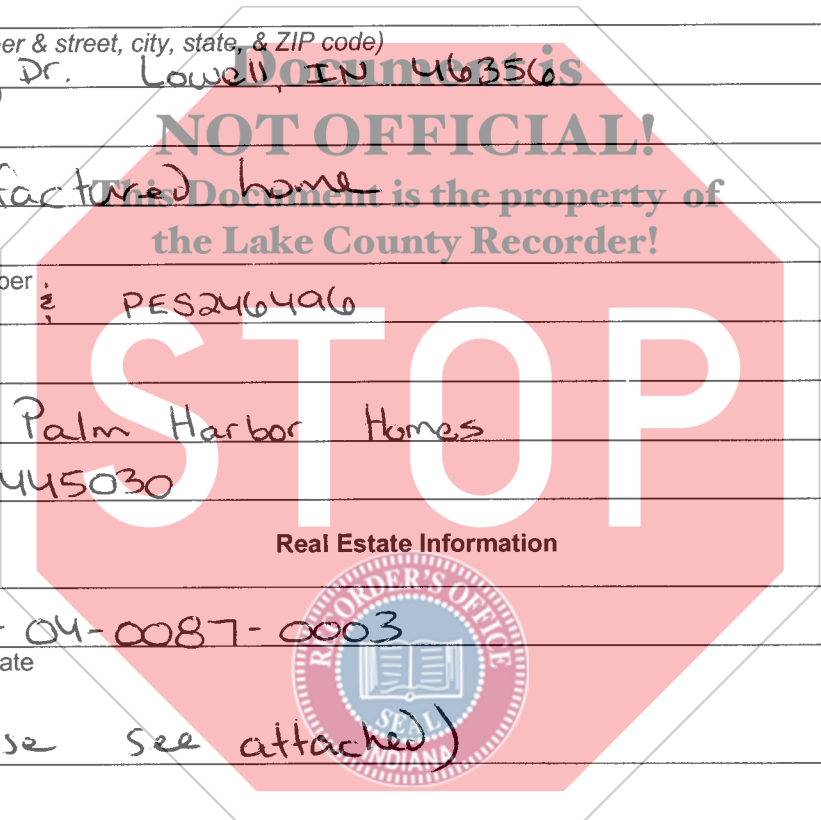 er & street, city, state, & ZIP code)
Dr. Lowell, IN 46356
Document is
NOT OFFICIAL!
factured home
This Document is the property of
the Lake County Recorder!
ber : & PES246496
STOP
Palm Harbor Homes
445030
Real Estate Information
- 04-0087-0003
ate
se see attached)
RECORDER'S OFFICE
SEAL
INDIANA